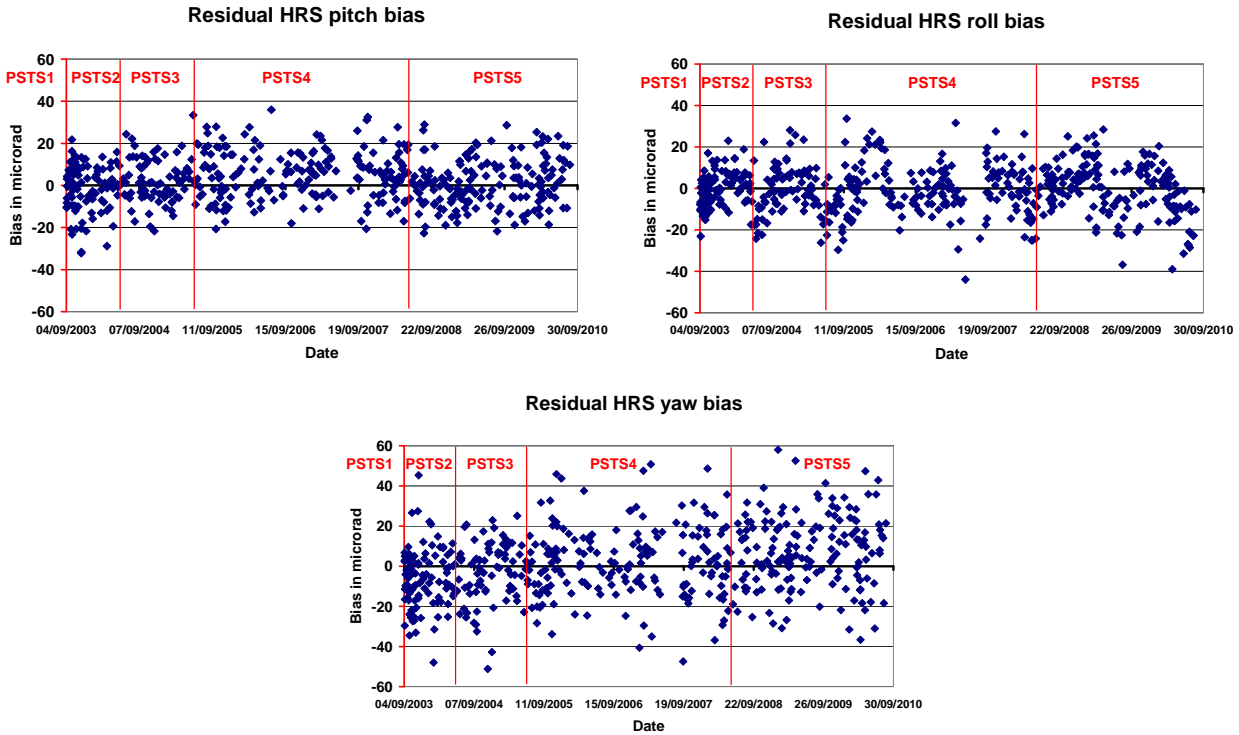 Residual HRS pitch bias
60
40
20
0
-20
-40
-60
Bias in microrad
PSTS1 PSTS2 PSTS3 PSTS4 PSTS5
04/09/2003 07/09/2004 11/09/2005 15/09/2006 19/09/2007 22/09/2008 26/09/2009 30/09/2010
Date
Residual HRS roll bias
60
40
20
0
-20
-40
-60
Bias in microrad
PSTS1 PSTS2 PSTS3 PSTS4 PSTS5
04/09/2003 07/09/2004 11/09/2005 15/09/2006 19/09/2007 22/09/2008 26/09/2009 30/09/2010
Date
Residual HRS yaw bias
60
40
20
0
-20
-40
-60
Bias in microrad
PSTS1 PSTS2 PSTS3 PSTS4 PSTS5
04/09/2003 07/09/2004 11/09/2005 15/09/2006 19/09/2007 22/09/2008 26/09/2009 30/09/2010
Date